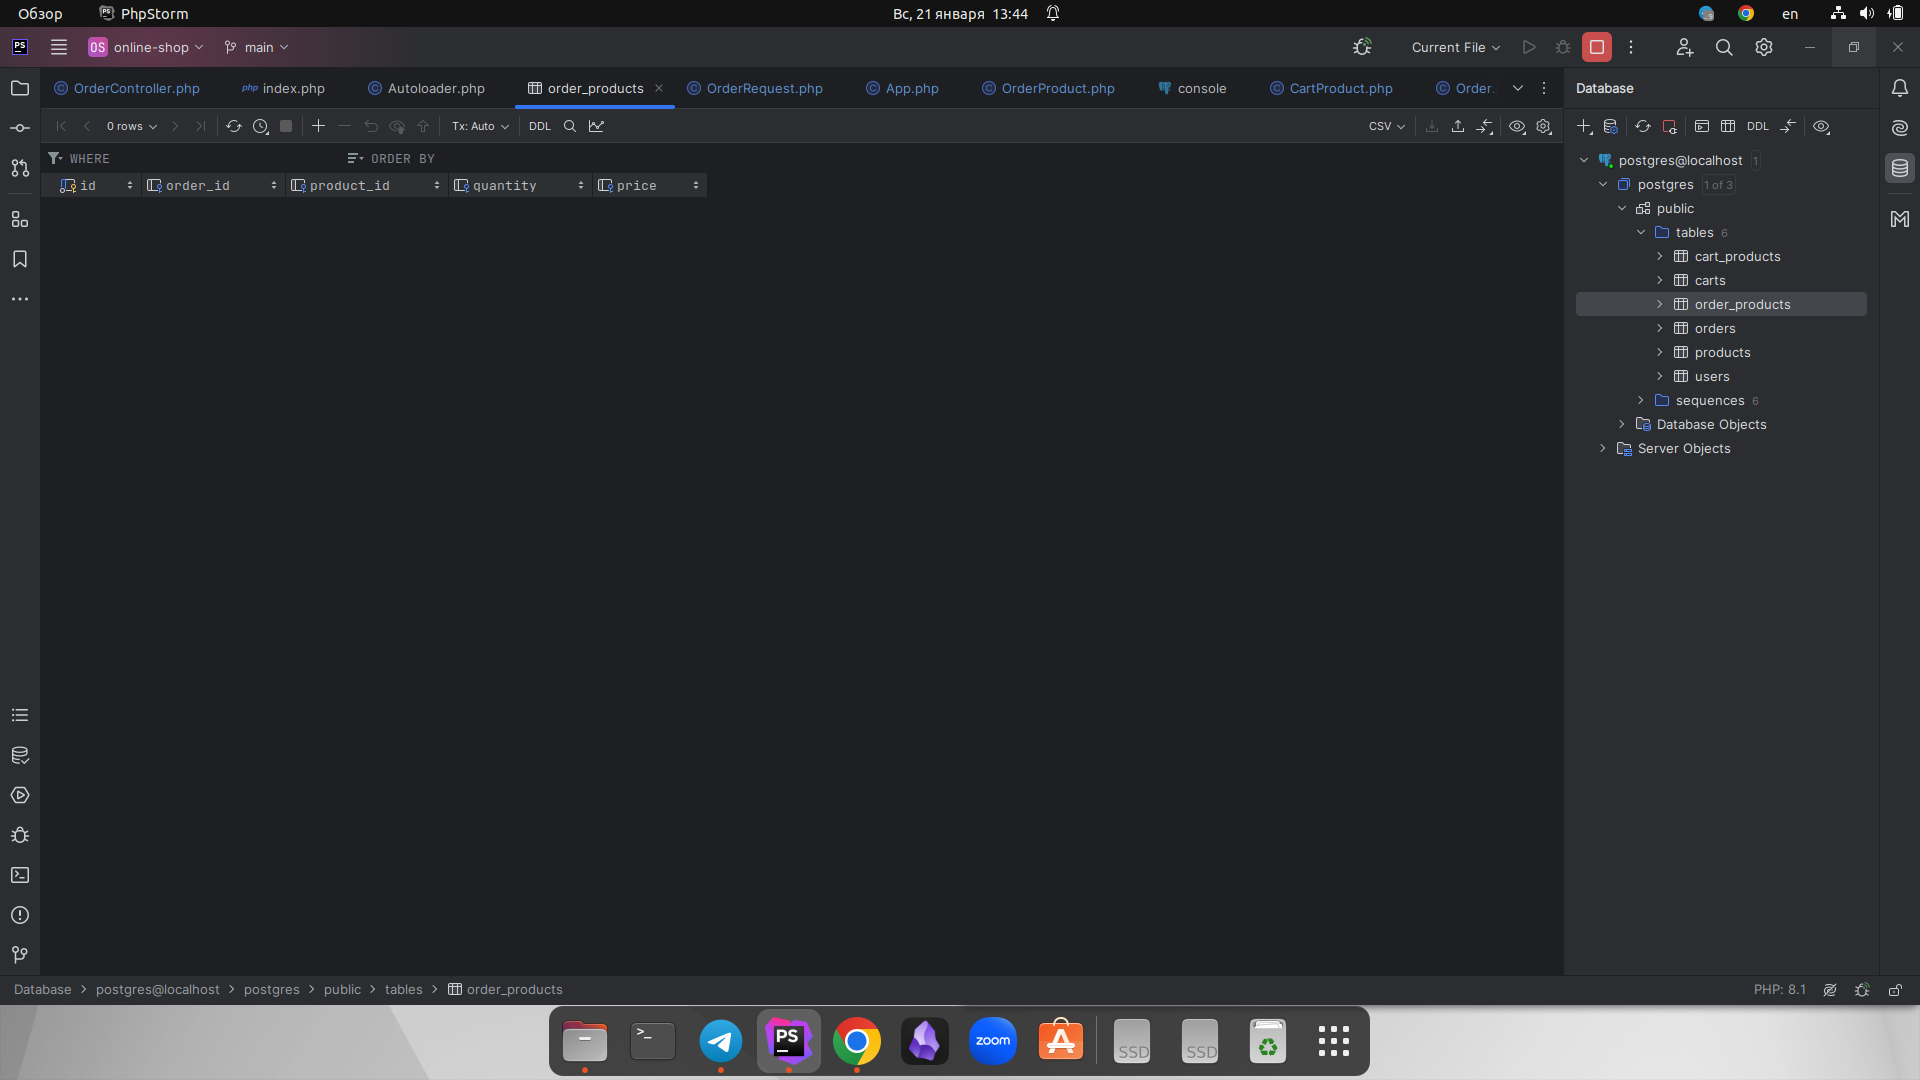 Обзор PhpStorm Вс, 21 января 13:44 en
PS OS online-shop main Current File
OrderController.php php index.php Autoloader.php order_products OrderRequest.php App.php OrderProduct.php console CartProduct.php Order. Database
0 rows Tx: Auto DDL CSV DDL
WHERE ORDER BY
id order_id product_id quantity price
postgres@localhost 1
postgres 1 of 3
public
tables 6
cart_products
carts
order_products
orders
products
users
sequences 6
Database Objects
Server Objects
Database postgres@localhost postgres public tables order_products PHP: 8.1
>_ PS zoom SSD SSD